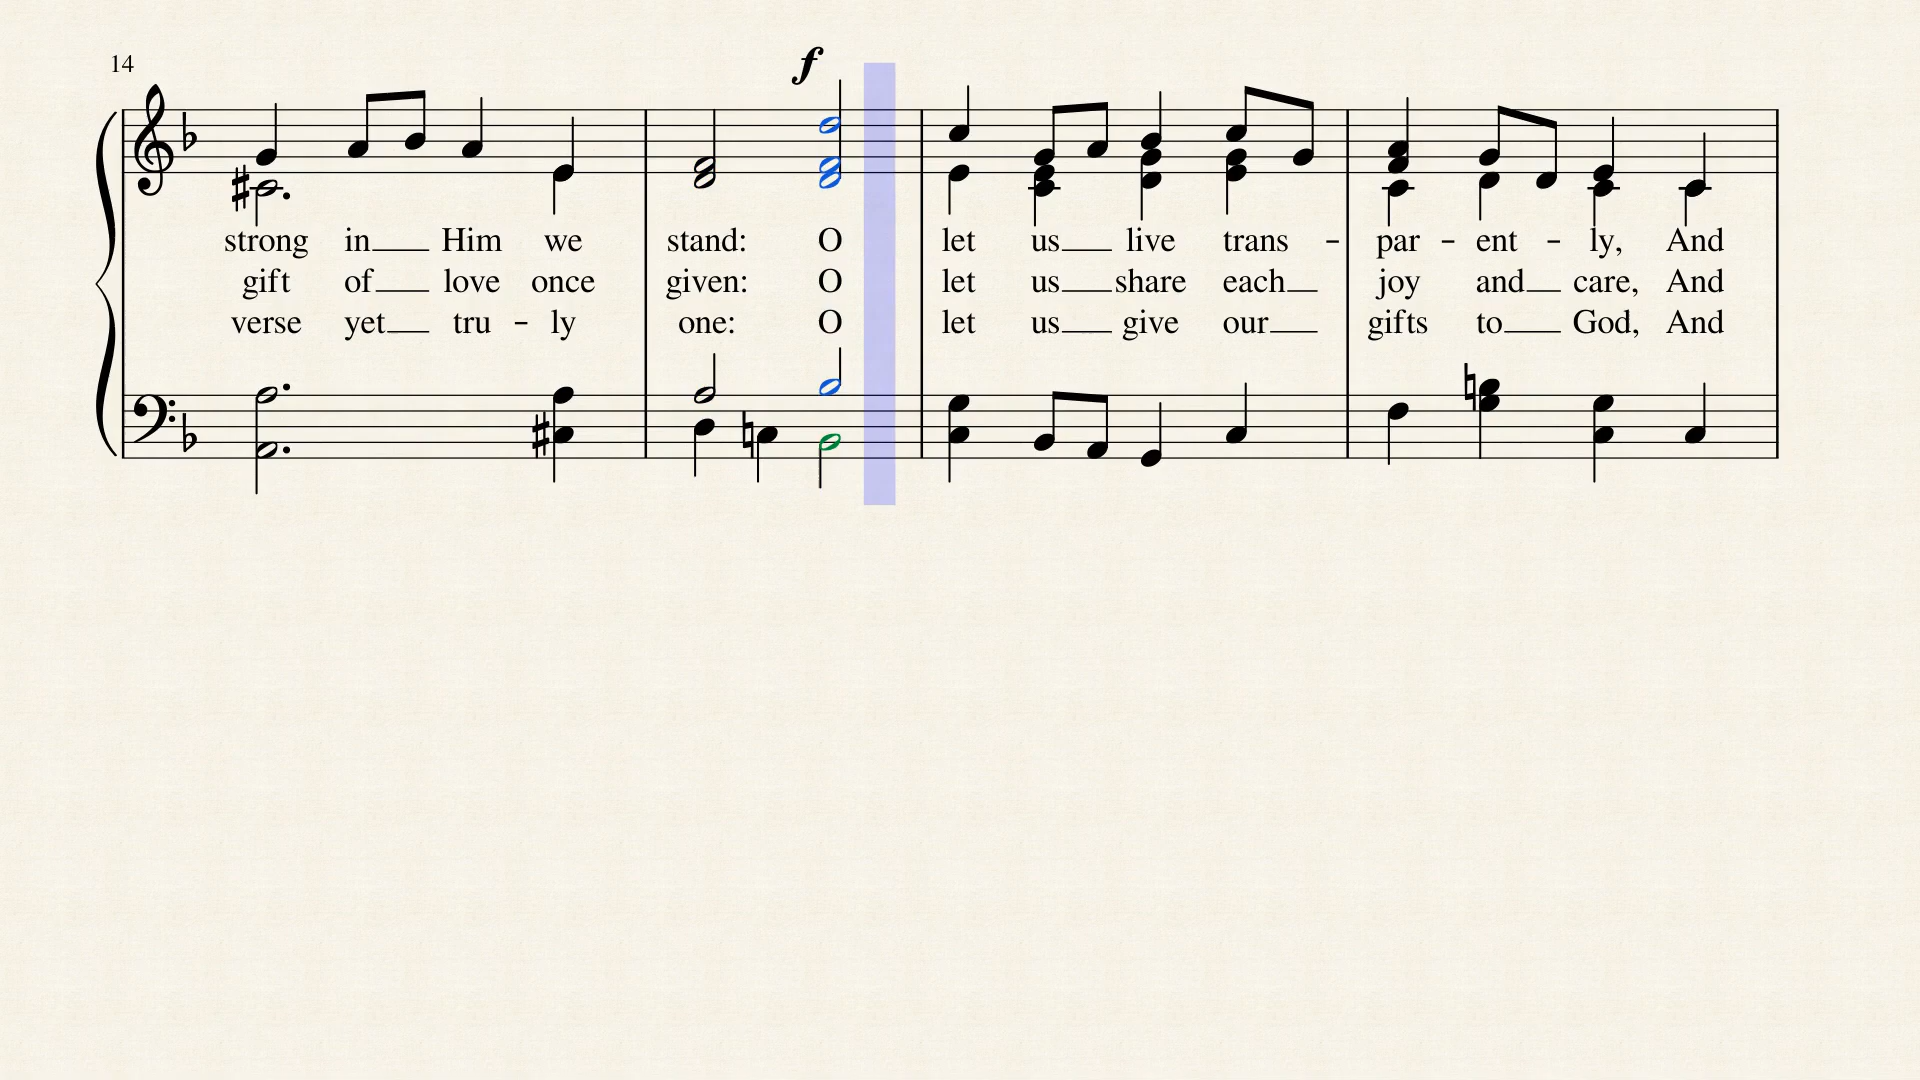 14
f
strong in Him we stand: O let us live trans - par - ent - ly, And
gift of love once given: O let us share each joy and care, And
verse yet tru - ly one: O let us give our gifts to God, And